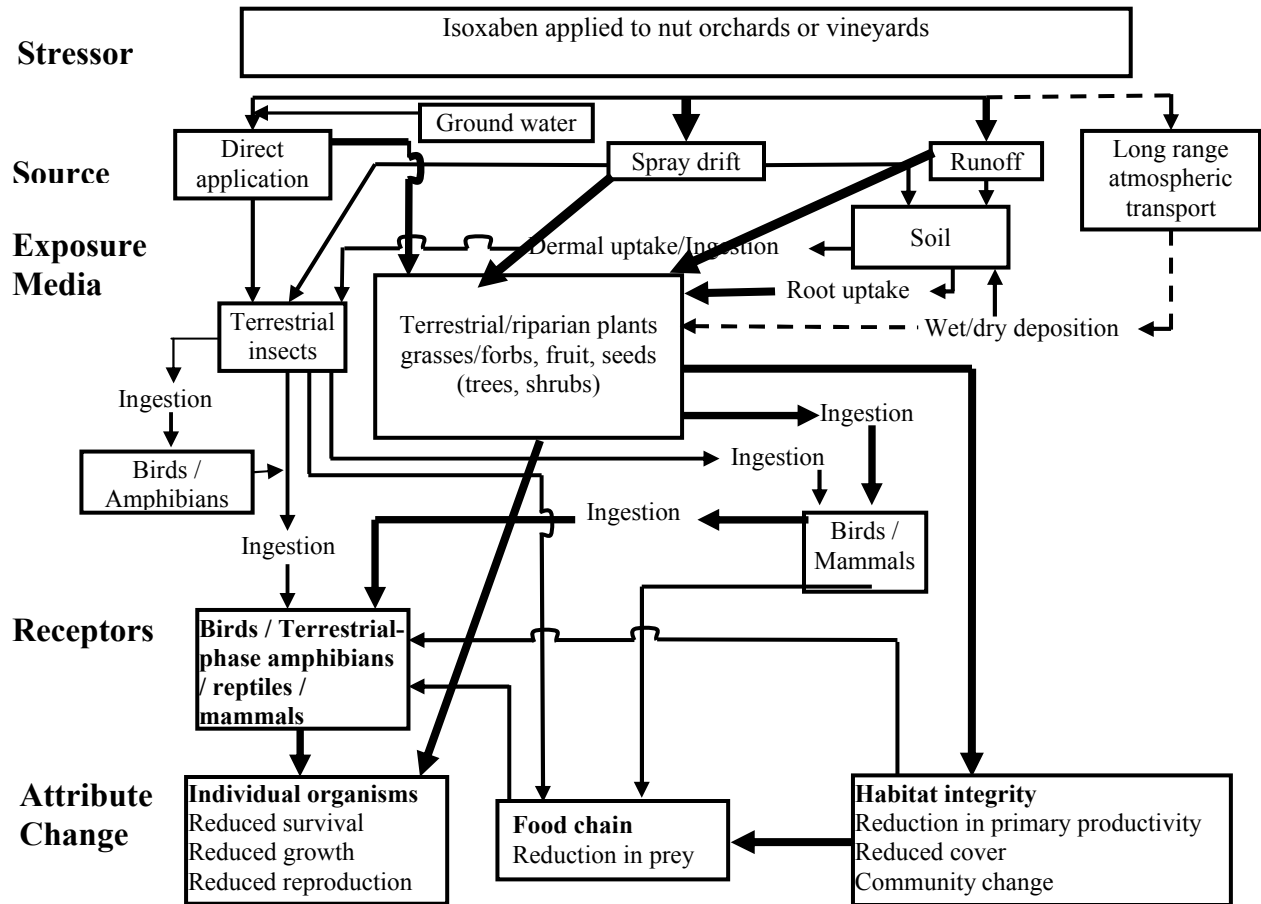 Isoxaben applied to nut orchards or vineyards
Stressor
Ground water
Direct
application
Spray drift
Runoff
Long range
atmospheric
transport
Source
Exposure
Media
Soil
Dermal uptake/Ingestion
Root uptake
Wet/dry deposition
Terrestrial
insects
Terrestrial/riparian plants
grasses/forbs, fruit, seeds
(trees, shrubs)
Ingestion
Ingestion
Ingestion
Birds /
Amphibians
Ingestion
Ingestion
Birds /
Mammals
Receptors
Birds / Terrestrial-
phase amphibians
/ reptiles /
mammals
Attribute
Change
Individual organisms
Reduced survival
Reduced growth
Reduced reproduction
Food chain
Reduction in prey
Habitat integrity
Reduction in primary productivity
Reduced cover
Community change